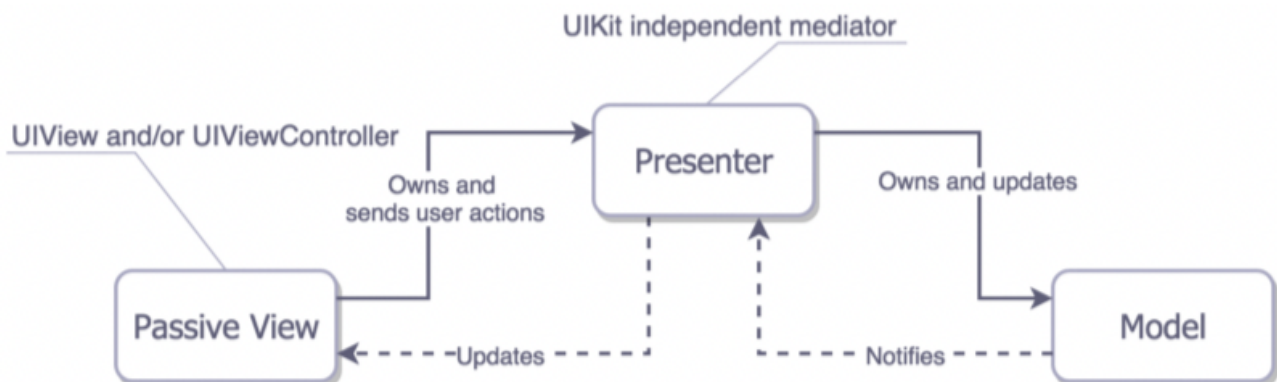 UIKit independent mediator
UIView and/or UIViewController
Presenter
Owns and
sends user actions
Owns and updates
Passive View
Model
Updates
Notifies